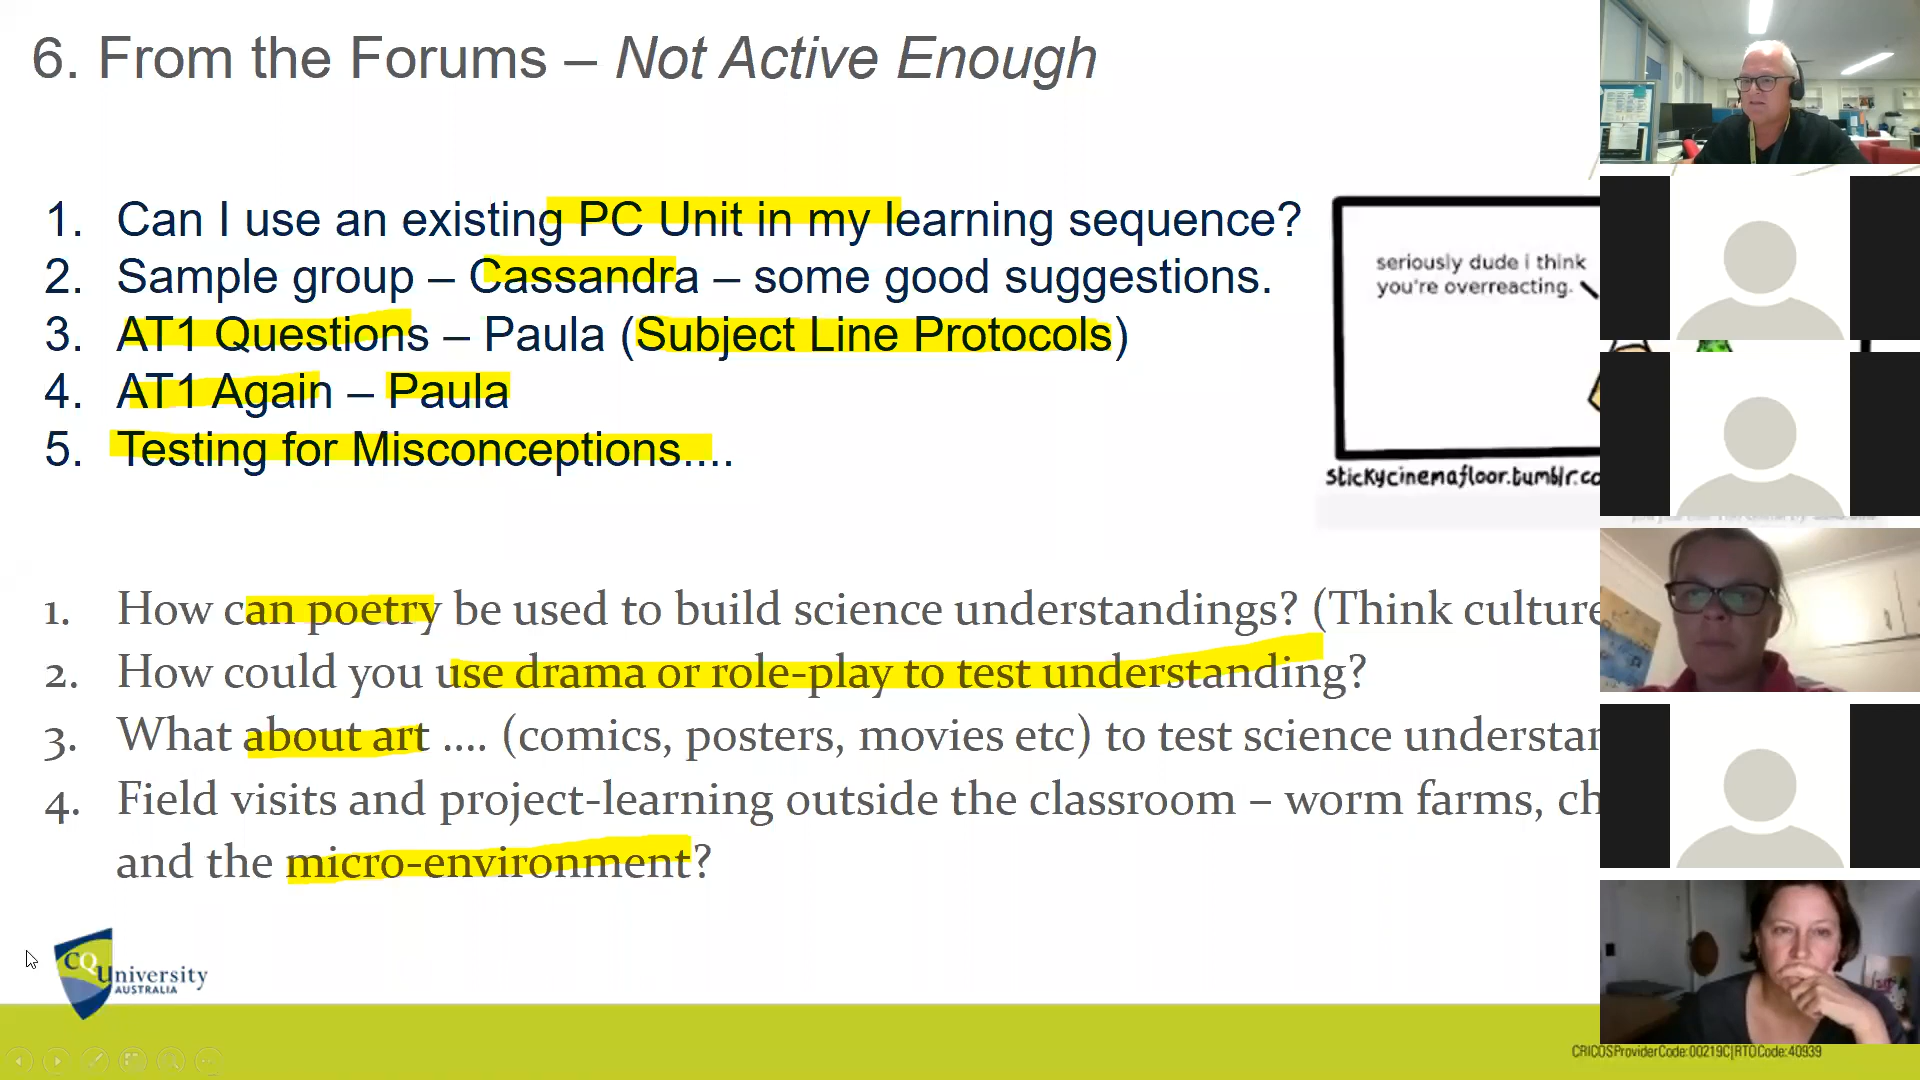 6. From the Forums – Not Active Enough
1. Can I use an existing PC Unit in my learning sequence?
2. Sample group – Cassandra – some good suggestions.
3. AT1 Questions – Paula (Subject Line Protocols)
4. AT1 Again – Paula
5. Testing for Misconceptions....
seriously dude i think
you're overreacting.
stickycinemafloor.tumblr.co
1. How can poetry be used to build science understandings? (Think culture
2. How could you use drama or role-play to test understanding?
3. What about art .... (comics, posters, movies etc) to test science understan
4. Field visits and project-learning outside the classroom – worm farms, ch
and the micro-environment?
CQUniversity
AUSTRALIA
CRICOS Provider Code: 00219C | RTO Code: 40939